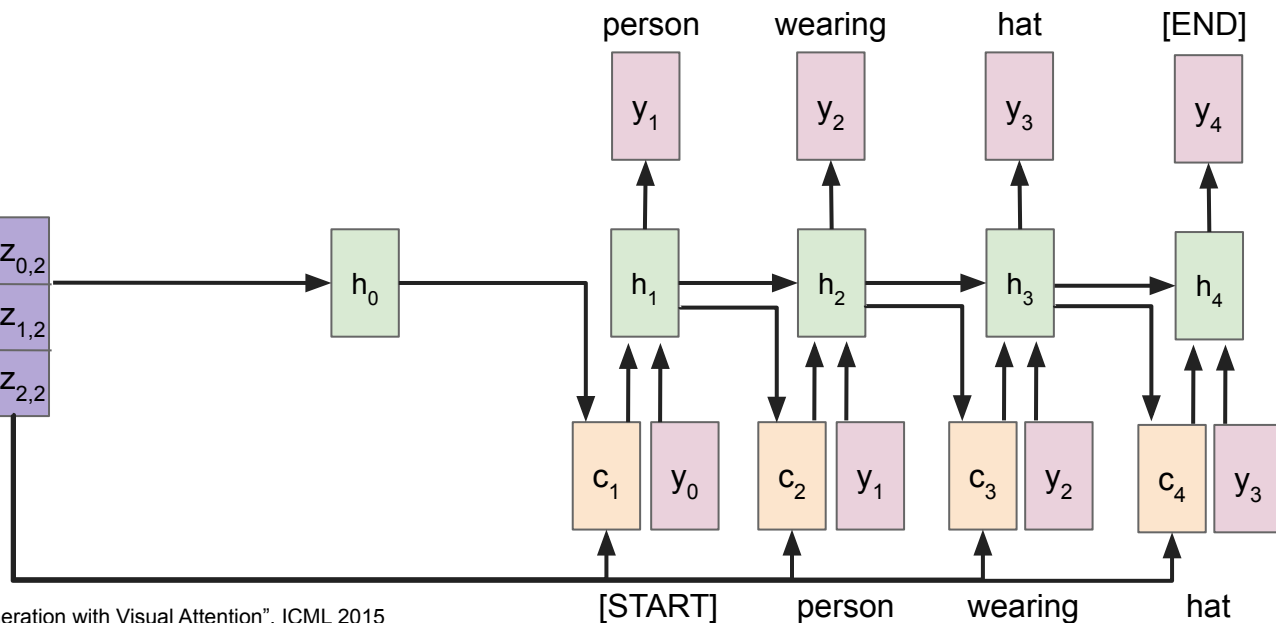 person wearing hat [END]
y1 y2 y3 y4
z0,2
h0 h1 h2 h3 h4
z1,2
z2,2
c1 y0 c2 y1 c3 y2 c4 y3
[START] person wearing hat
eration with Visual Attention", ICML 2015